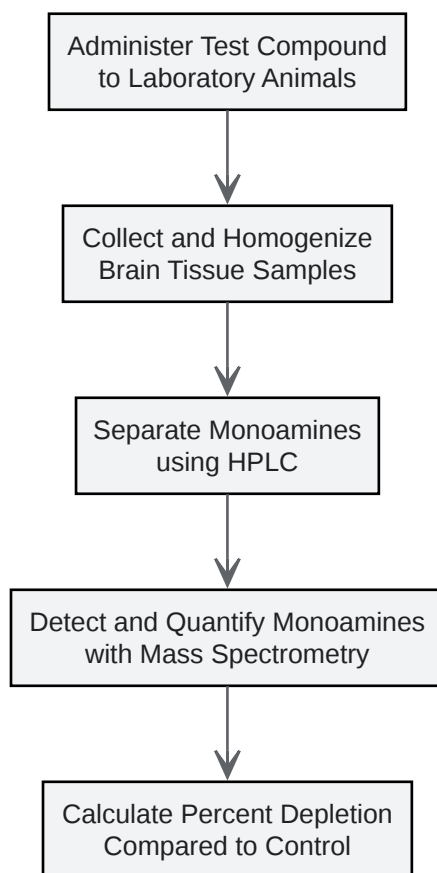 Administer Test Compound
to Laboratory Animals
Collect and Homogenize
Brain Tissue Samples
Separate Monoamines
using HPLC
Detect and Quantify Monoamines
with Mass Spectrometry
Calculate Percent Depletion
Compared to Control